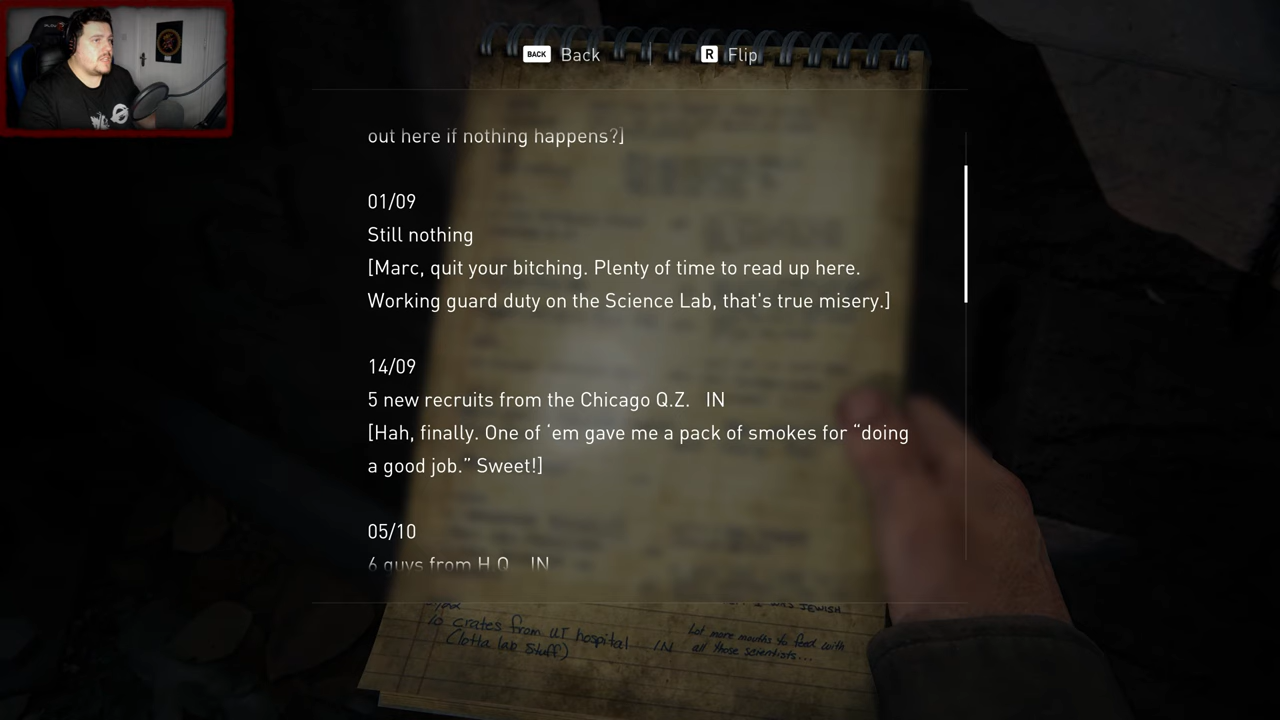 BACK Back | R Flip
out here if nothing happens?]
01/09
Still nothing
[Marc, quit your bitching. Plenty of time to read up here.
Working guard duty on the Science Lab, that's true misery.]
14/09
5 new recruits from the Chicago Q.Z. IN
[Hah, finally. One of 'em gave me a pack of smokes for “doing
a good job.” Sweet!]
05/10
6 guys from H.Q. IN
JEWISH
16 crates from UT hospital IN Lot more mouths to feed with
(lotta lab stuff) all those scientists...